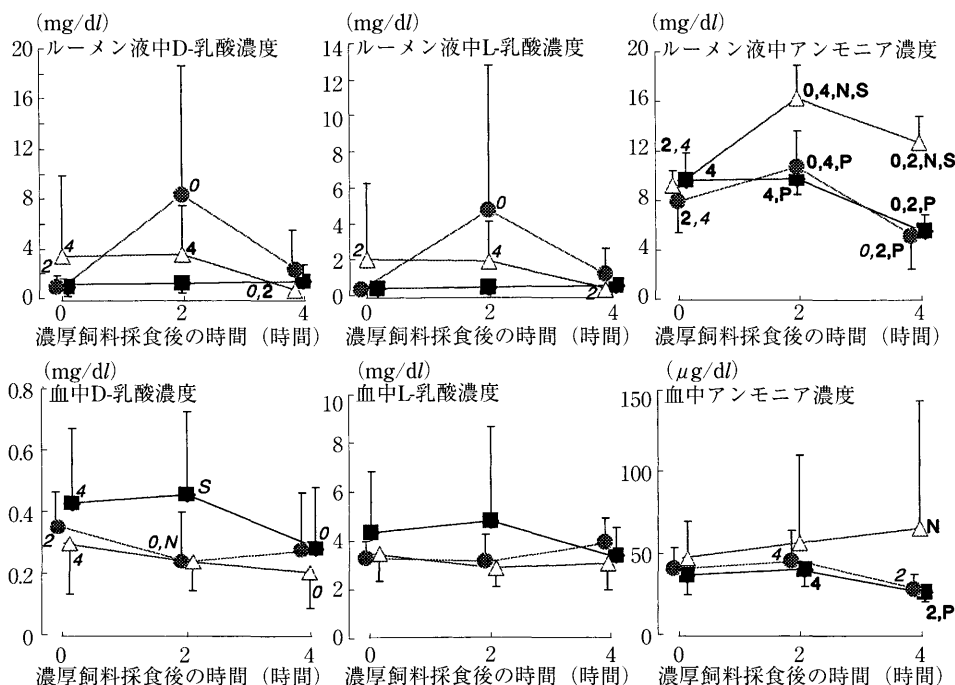 (mg/dl)
ルーメン液中D-乳酸濃度
20
16
12
8
4
0
2
4
0
4
0,2
0 2 4
濃厚飼料採食後の時間（時間）
(mg/dl)
ルーメン液中L-乳酸濃度
14
12
10
8
6
4
2
0
2
0
4
2
0 2 4
濃厚飼料採食後の時間（時間）
(mg/dl)
ルーメン液中アンモニア濃度
20
16
12
8
4
0
2,4
4
2,4
0,4,N,S
0,4,P
4,P
0,2,N,S
0,2,P
0,2,P
0 2 4
濃厚飼料採食後の時間（時間）
(mg/dl)
血中D-乳酸濃度
0.8
0.6
0.4
0.2
0
4
2
4
S
0,N
0
0
0 2 4
濃厚飼料採食後の時間（時間）
(mg/dl)
血中L-乳酸濃度
10
8
6
4
2
0
0 2 4
濃厚飼料採食後の時間（時間）
(μg/dl)
血中アンモニア濃度
150
100
50
0
4
4
N
2
2,P
0 2 4
濃厚飼料採食後の時間（時間）